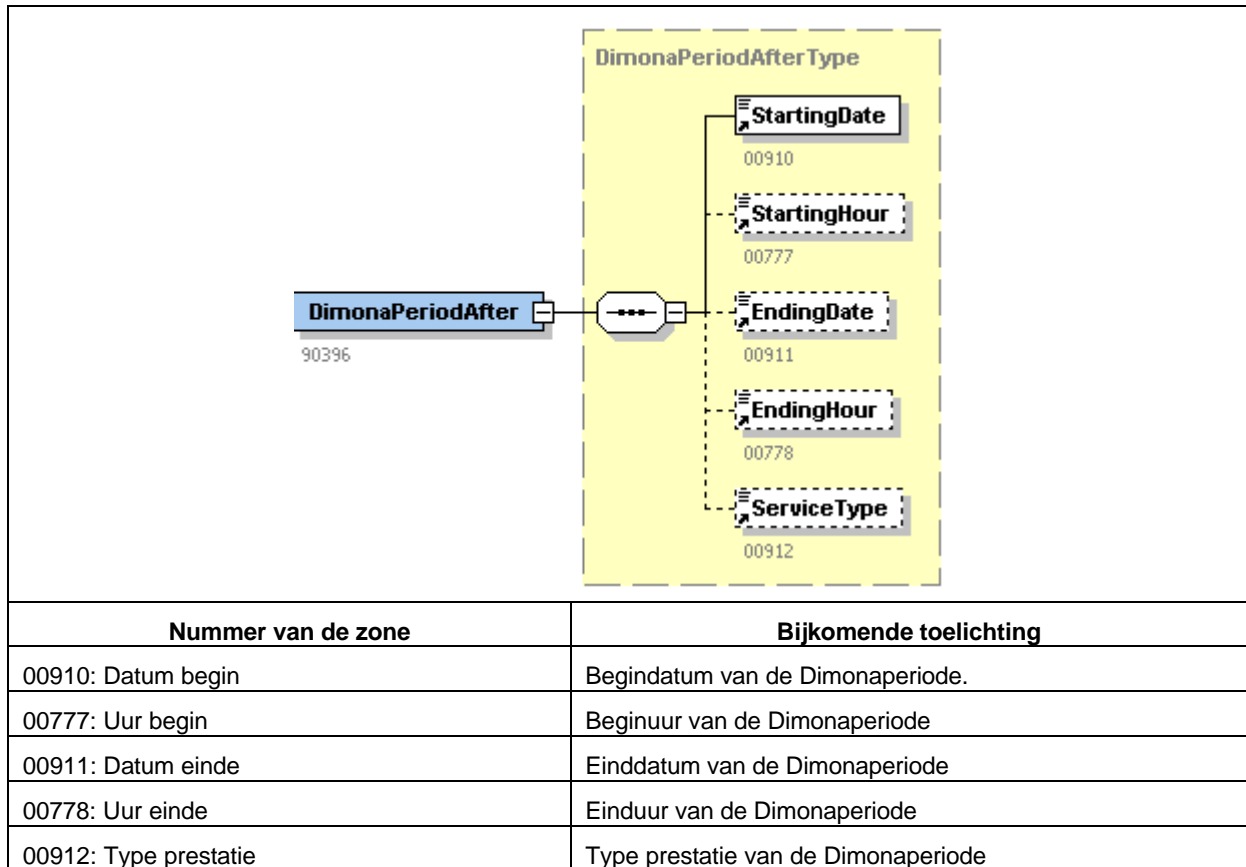 DimonaPeriodAfterType
StartingDate
00910
StartingHour
00777
DimonaPeriodAfter
90396
EndingDate
00911
EndingHour
00778
ServiceType
00912
Nummer van de zone Bijkomende toelichting
00910: Datum begin Begindatum van de Dimonaperiode.
00777: Uur begin Beginuur van de Dimonaperiode
00911: Datum einde Einddatum van de Dimonaperiode
00778: Uur einde Einduur van de Dimonaperiode
00912: Type prestatie Type prestatie van de Dimonaperiode